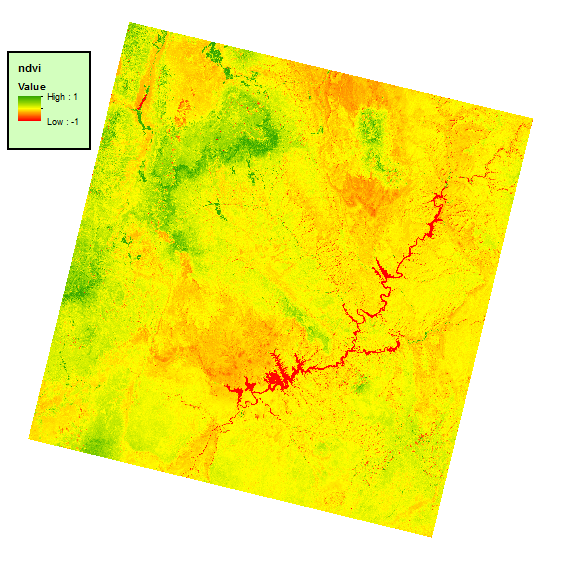 ndvi
Value
High : 1
Low : -1